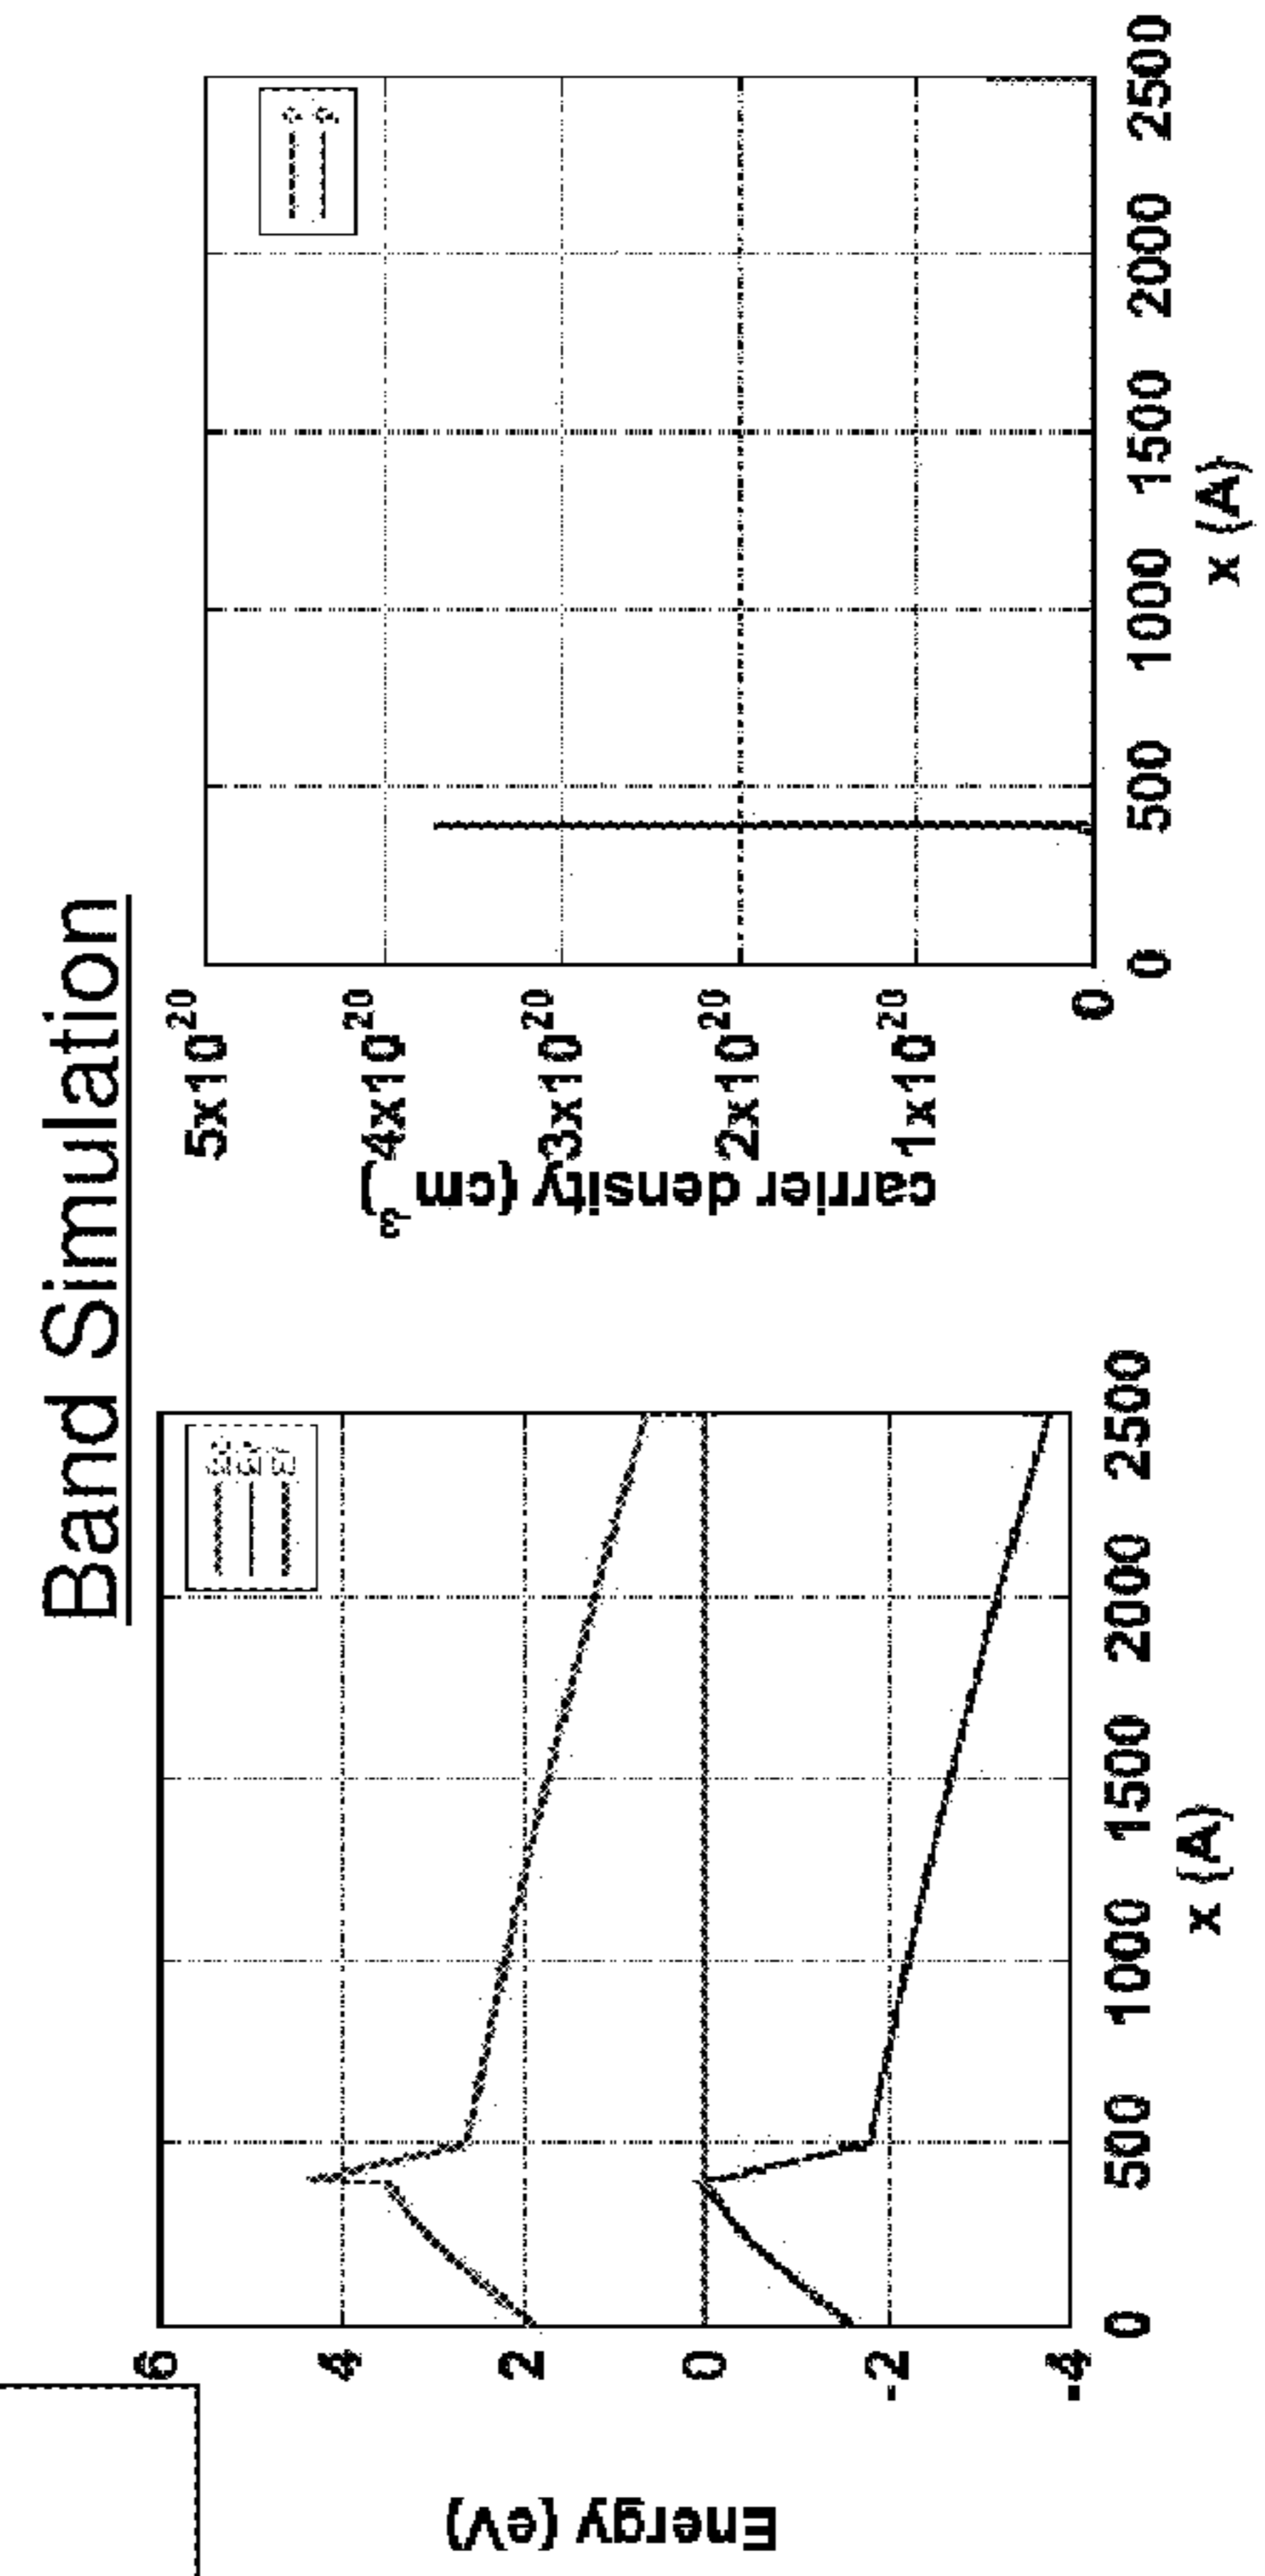 Band Simulation
Energy (eV)
6
4
2
0
-2
-4
0 500 1000 1500 2000 2500
x (A)
carrier density (cm-3)
5x10^20
4x10^20
3x10^20
2x10^20
1x10^20
0
0 500 1000 1500 2000 2500
x (A)